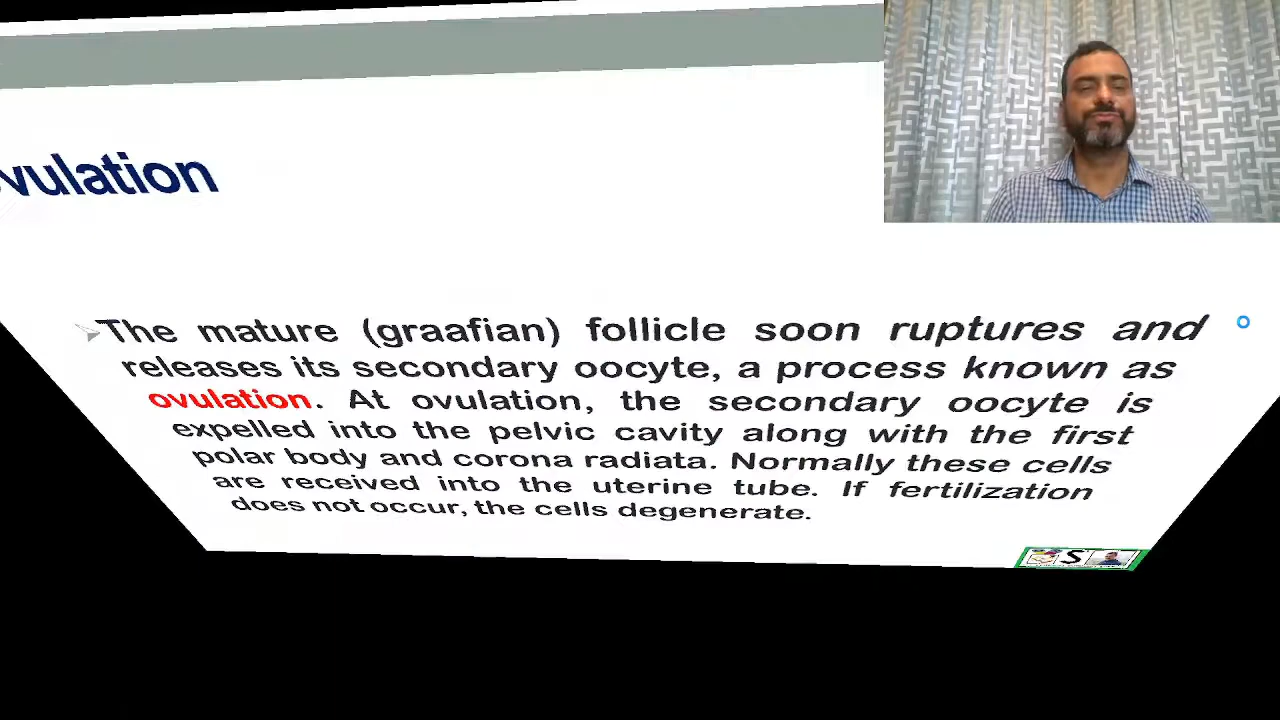 vulation
The mature (graafian) follicle soon ruptures and
releases its secondary oocyte, a process known as
ovulation. At ovulation, the secondary oocyte is
expelled into the pelvic cavity along with the first
polar body and corona radiata. Normally these cells
are received into the uterine tube. If fertilization
does not occur, the cells degenerate.
S